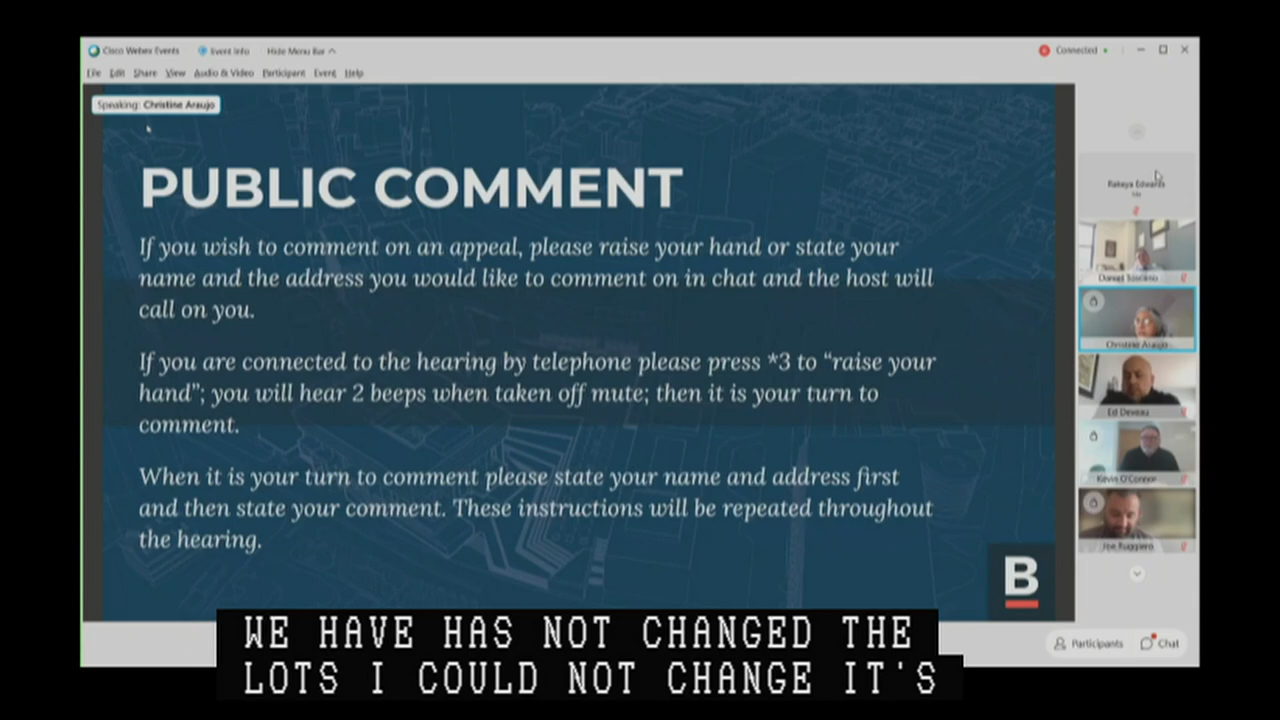 Cisco Webex Events
Event Info
Hide Menu Bar
Connected
File Edit Share View Audio & Video Participant Event Help
Speaking: Christine Araujo
PUBLIC COMMENT
If you wish to comment on an appeal, please raise your hand or state your
name and the address you would like to comment on in chat and the host will
call on you.
If you are connected to the hearing by telephone please press *3 to “raise your
hand”; you will hear 2 beeps when taken off mute; then it is your turn to
comment.
When it is your turn to comment please state your name and address first
and then state your comment. These instructions will be repeated throughout
the hearing.
B
Rakeya Edwards
Me
Daniel Toscano
Christine Araujo
Ed Deveau
Kevin O'Connor
Joe Ruggiero
Participants
Chat
WE HAVE HAS NOT CHANGED THE
LOTS I COULD NOT CHANGE IT'S